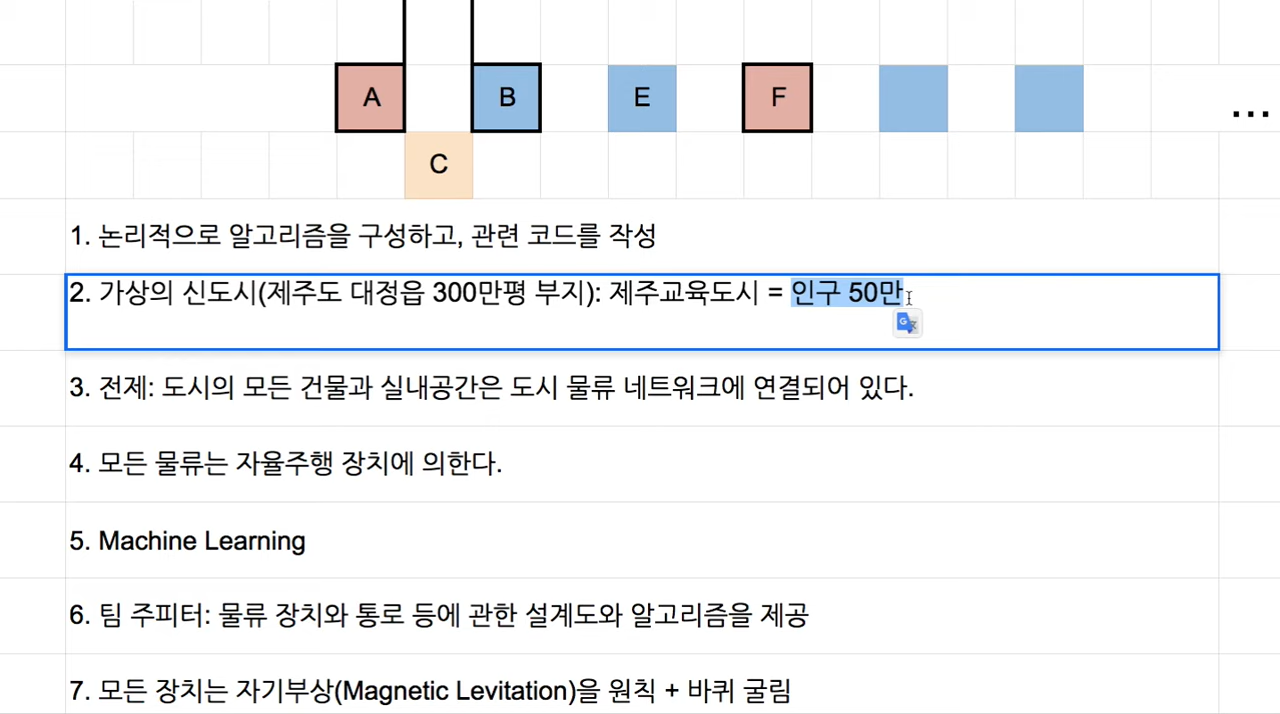 A
B
E
F
...
C
1. 논리적으로 알고리즘을 구성하고, 관련 코드를 작성
2. 가상의 신도시(제주도 대정읍 300만평 부지): 제주교육도시 = 인구 50만
3. 전제: 도시의 모든 건물과 실내공간은 도시 물류 네트워크에 연결되어 있다.
4. 모든 물류는 자율주행 장치에 의한다.
5. Machine Learning
6. 팀 주피터: 물류 장치와 통로 등에 관한 설계도와 알고리즘을 제공
7. 모든 장치는 자기부상(Magnetic Levitation)을 원칙 + 바퀴 굴림